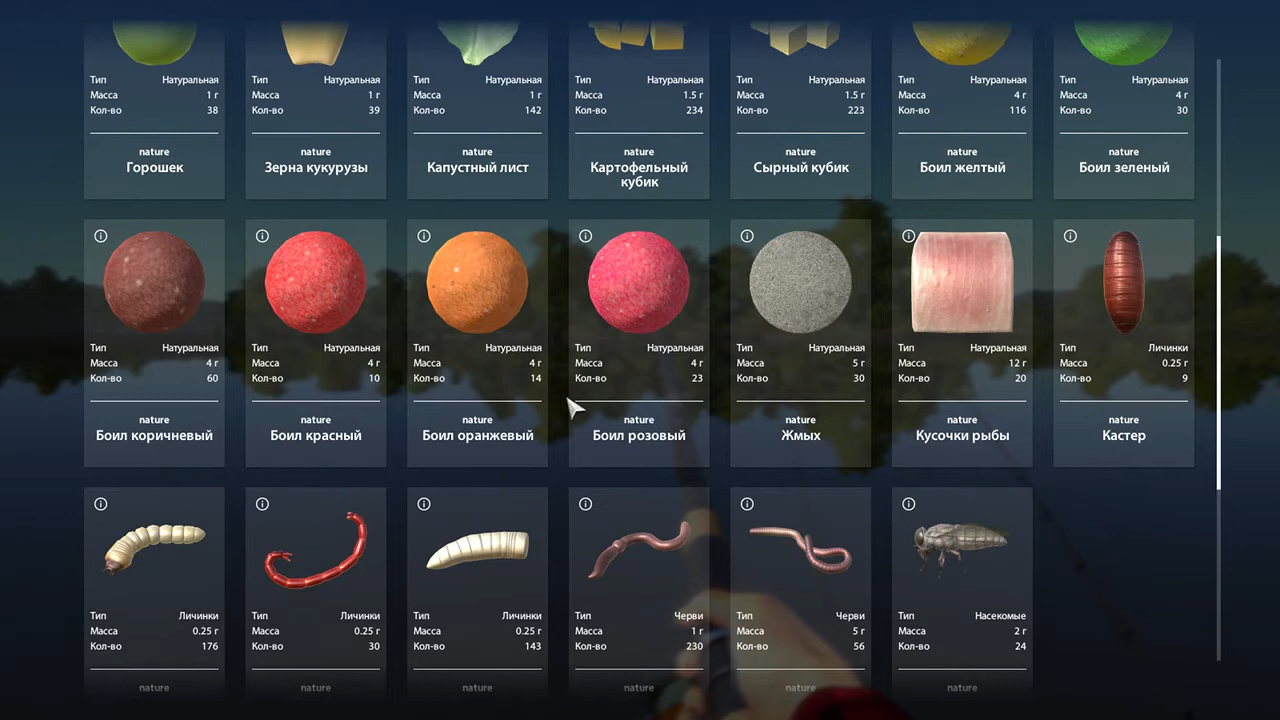 Тип Натуральная Тип Натуральная Тип Натуральная Тип Натуральная Тип Натуральная Тип Натуральная Тип Натуральная
Масса 1 г Масса 1 г Масса 1 г Масса 1.5 г Масса 1.5 г Масса 4 г Масса 4 г
Кол-во 38 Кол-во 39 Кол-во 142 Кол-во 234 Кол-во 223 Кол-во 116 Кол-во 30
nature nature nature nature nature nature nature
Горошек Зерна кукурузы Капустный лист Картофельный Сырный кубик Боил желтый Боил зеленый
кубик
Тип Натуральная Тип Натуральная Тип Натуральная Тип Натуральная Тип Натуральная Тип Натуральная Тип Личинки
Масса 4 г Масса 4 г Масса 4 г Масса 4 г Масса 5 г Масса 12 г Масса 0.25 г
Кол-во 60 Кол-во 10 Кол-во 14 Кол-во 23 Кол-во 30 Кол-во 20 Кол-во 9
nature nature nature nature nature nature nature
Боил коричневый Боил красный Боил оранжевый Боил розовый Жмых Кусочки рыбы Кастер
Тип Личинки Тип Личинки Тип Личинки Тип Черви Тип Черви Тип Насекомые
Масса 0.25 г Масса 0.25 г Масса 0.25 г Масса 1 г Масса 5 г Масса 2 г
Кол-во 176 Кол-во 30 Кол-во 143 Кол-во 230 Кол-во 56 Кол-во 24
nature nature nature nature nature nature